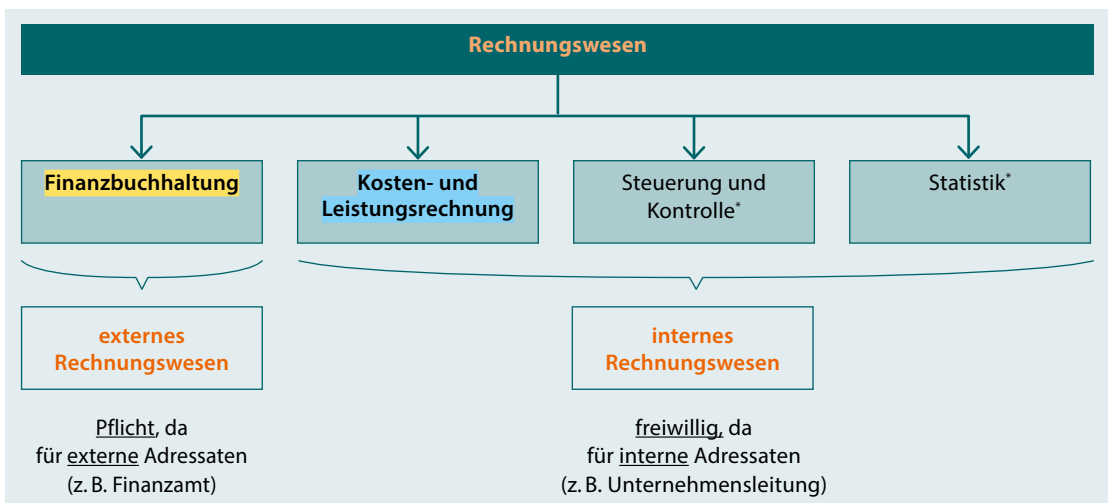 Rechnungswesen
Finanzbuchhaltung
Kosten- und
Leistungsrechnung
Steuerung und
Kontrolle*
Statistik*
externes
Rechnungswesen
internes
Rechnungswesen
Pflicht, da
für externe Adressaten
(z. B. Finanzamt)
freiwillig, da
für interne Adressaten
(z. B. Unternehmensleitung)